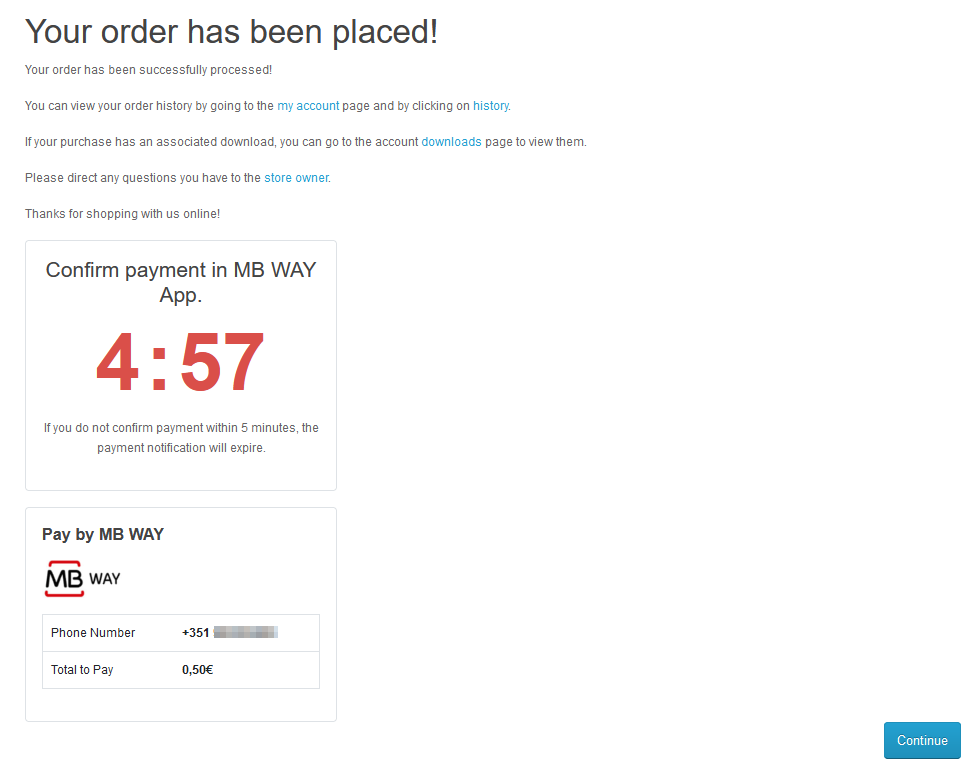 Your order has been placed!
Your order has been successfully processed!
You can view your order history by going to the my account page and by clicking on history.
If your purchase has an associated download, you can go to the account downloads page to view them.
Please direct any questions you have to the store owner.
Thanks for shopping with us online!
Confirm payment in MB WAY
App.
4:57
If you do not confirm payment within 5 minutes, the
payment notification will expire.
Pay by MB WAY
MB WAY
Phone Number +351
Total to Pay 0,50€
Continue